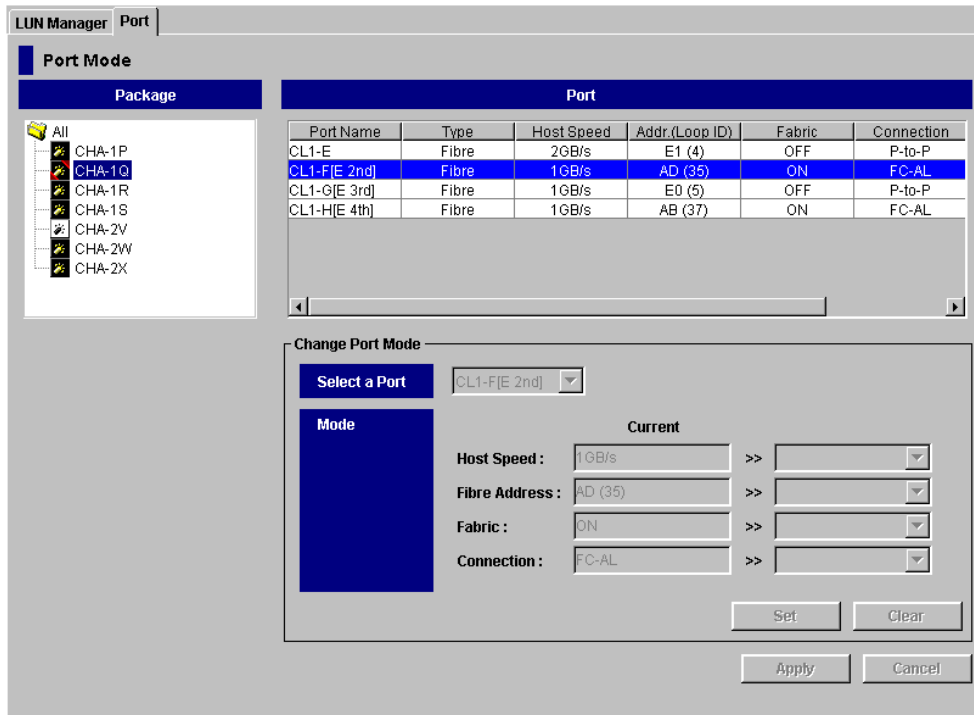 LUN Manager Port
Port Mode
Package
All
CHA-1P
CHA-1Q
CHA-1R
CHA-1S
CHA-2V
CHA-2W
CHA-2X
Port
Port Name Type Host Speed Addr.(Loop ID) Fabric Connection
CL1-E Fibre 2GB/s E1 (4) OFF P-to-P
CL1-F[E 2nd] Fibre 1GB/s AD (35) ON FC-AL
CL1-G[E 3rd] Fibre 1GB/s E0 (5) OFF P-to-P
CL1-H[E 4th] Fibre 1GB/s AB (37) ON FC-AL
Change Port Mode
Select a Port CL1-F[E 2nd]
Mode
Current
Host Speed : 1GB/s >>
Fibre Address : AD (35) >>
Fabric : ON >>
Connection : FC-AL >>
Set Clear
Apply Cancel